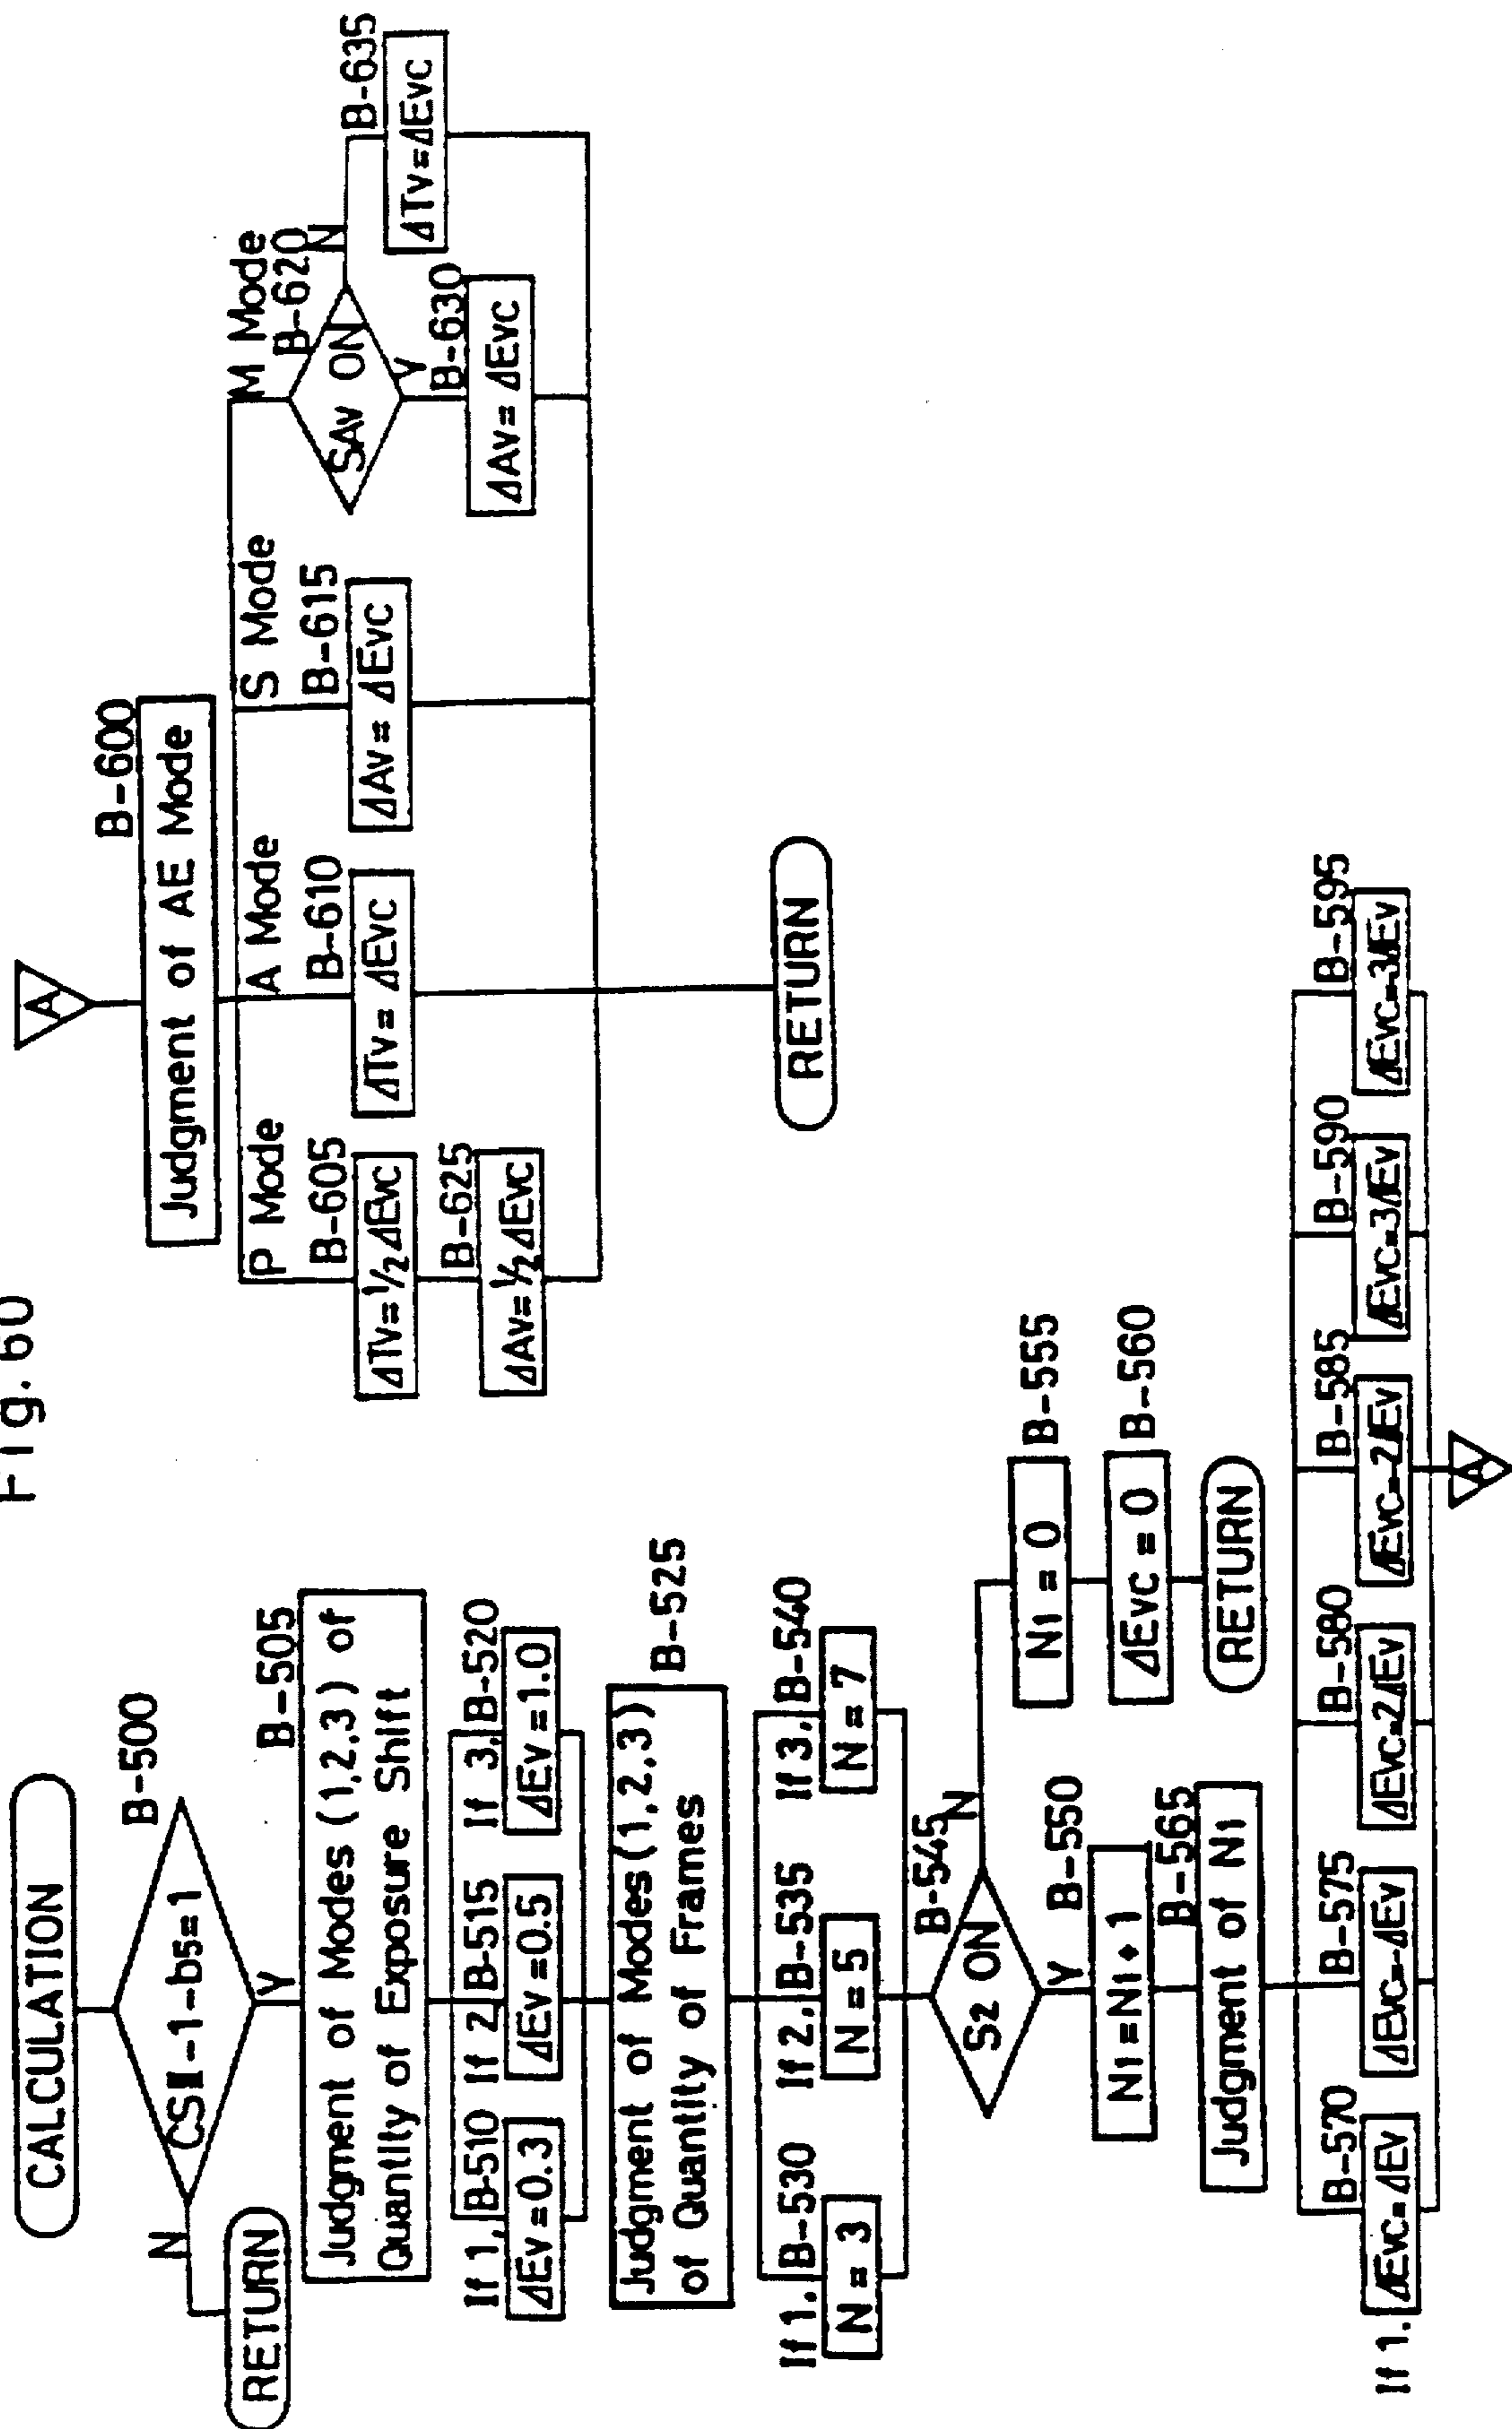 Fig. 60
CALCULATION
B-500
CSⅡ-1-b5=1
N
Y
RETURN
B-505
Judgment of Modes (1,2,3) of
Quantity of Exposure Shift
If 1, B-510
If 2, B-515
If 3, B-520
ΔEv=0.3
ΔEv=0.5
ΔEv=1.0
B-525
Judgment of Modes (1,2,3)
of Quantity of Frames
If 1. B-530
If 2, B-535
If 3, B-540
N = 3
N = 5
N = 7
B-545
S2 ON
N
Y
B-550
N1=N1+1
N1 = 0
B-555
ΔEvc = 0
B-560
RETURN
B-565
Judgment of N1
B-570
B-575
B-580
B-585
B-590
B-595
If 1.
ΔEvc=ΔEv
ΔEvc=-ΔEv
ΔEvc=2ΔEv
ΔEvc=-2ΔEv
ΔEvc=3ΔEv
ΔEvc=-3ΔEv
A
A
B-600
Judgment of AE Mode
P Mode
A Mode
S Mode
M Mode
B-605
B-610
B-615
B-620
ΔTv=1/2ΔEvc
ΔTv=ΔEvc
ΔAv=ΔEvc
SAv ON
N
Y
B-625
B-630
B-635
ΔAv=1/2ΔEvc
ΔAv=ΔEvc
ΔTv=ΔEvc
RETURN